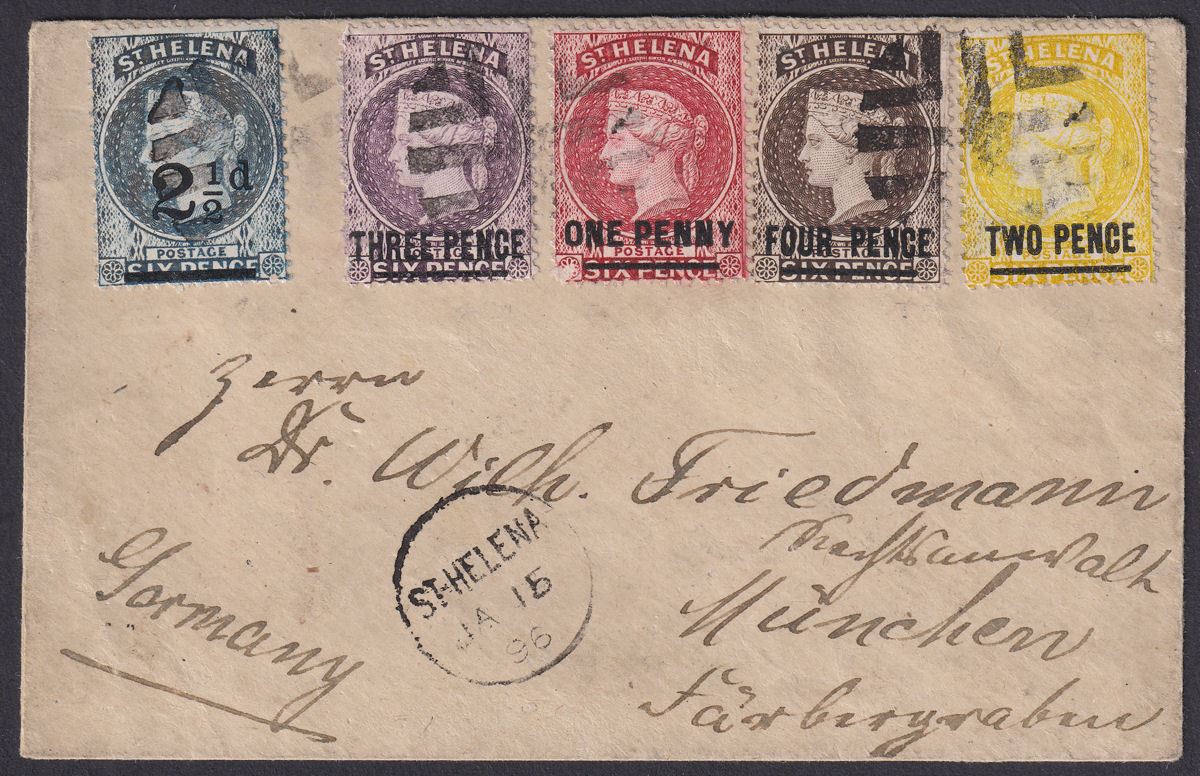 ST HELENA
2½d
POSTAGE
SIX PENCE
ST HELENA
THREE PENCE
SIX PENCE
ST HELENA
ONE PENNY
POSTAGE
SIX PENCE
ST HELENA
FOUR PENCE
SIX PENCE
ST HELENA
TWO PENCE
SIX PENCE
Herrn
Dr. Wilh. Friedmann
Rechtsanwalt
München
Färbergraben
Germany
ST. HELENA
JA 15
96